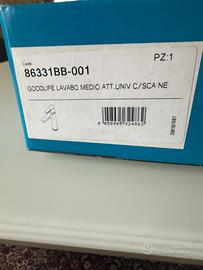 Code:
PZ:1
86331BB-001
GOODLIFE LAVABO MEDIO ATT.UNIV C/SCA NE